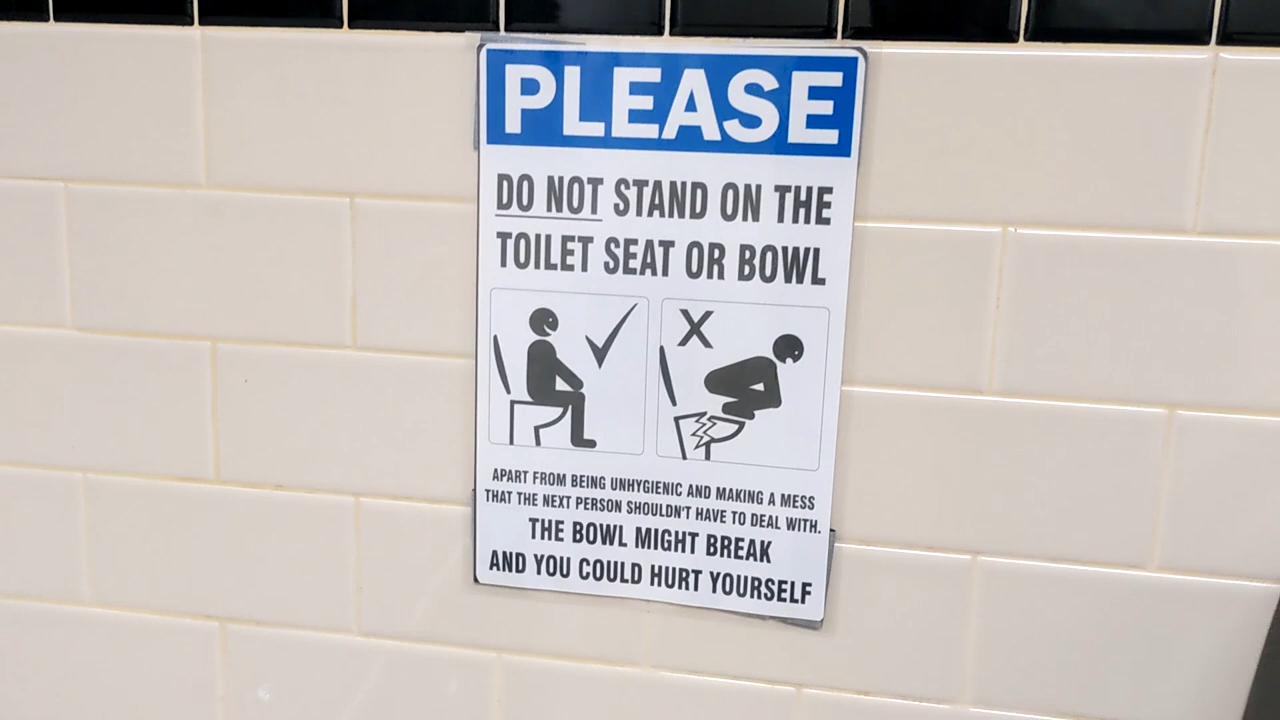 PLEASE
DO NOT STAND ON THE
TOILET SEAT OR BOWL
X
APART FROM BEING UNHYGIENIC AND MAKING A MESS
THAT THE NEXT PERSON SHOULDN'T HAVE TO DEAL WITH.
THE BOWL MIGHT BREAK
AND YOU COULD HURT YOURSELF